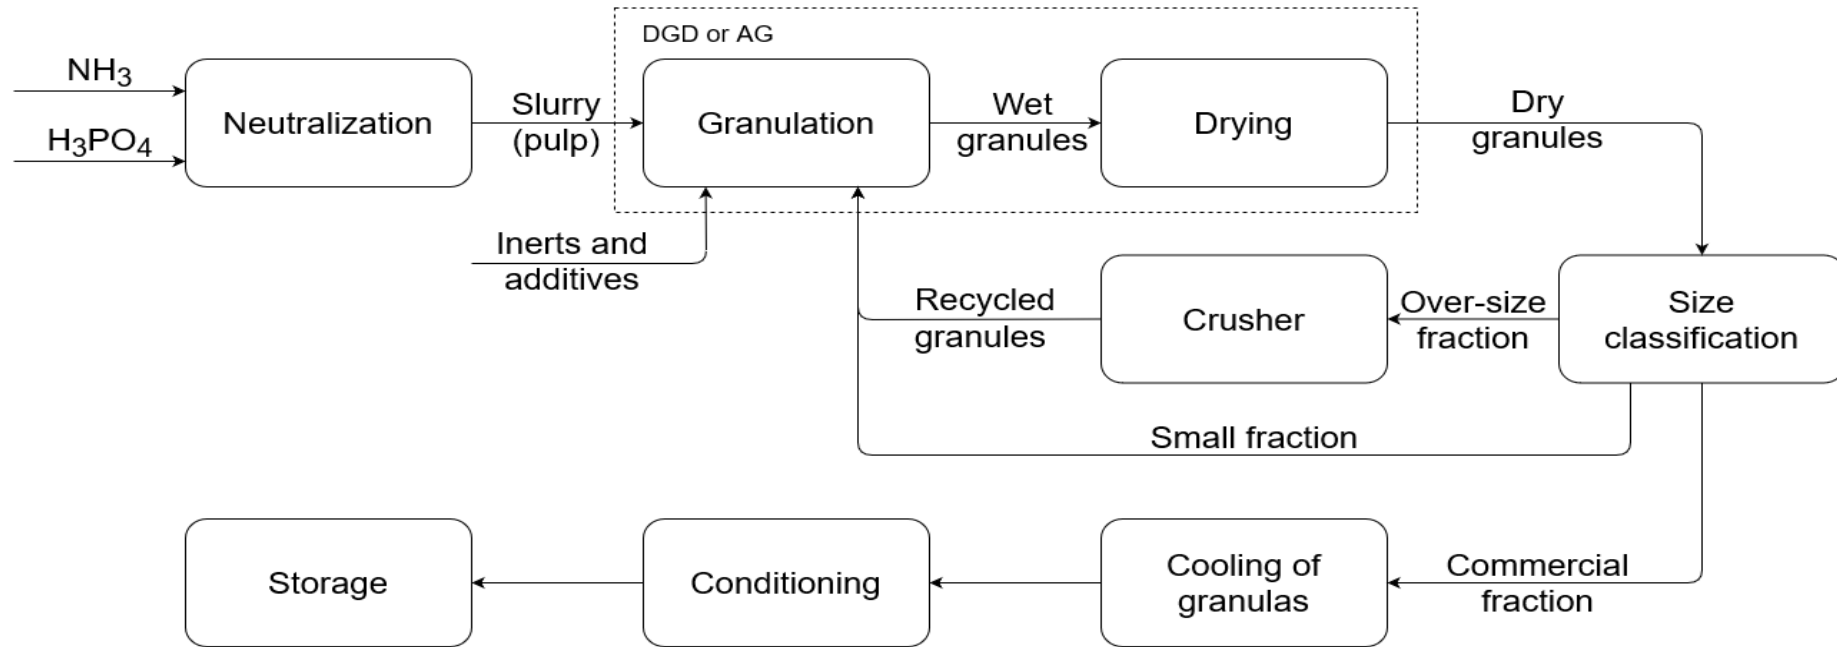 DGD or AG
NH3
H3PO4
Neutralization
Slurry
(pulp)
Granulation
Wet
granules
Drying
Dry
granules
Inerts and
additives
Recycled
granules
Crusher
Over-size
fraction
Size
classification
Small fraction
Storage
Conditioning
Cooling of
granulas
Commercial
fraction